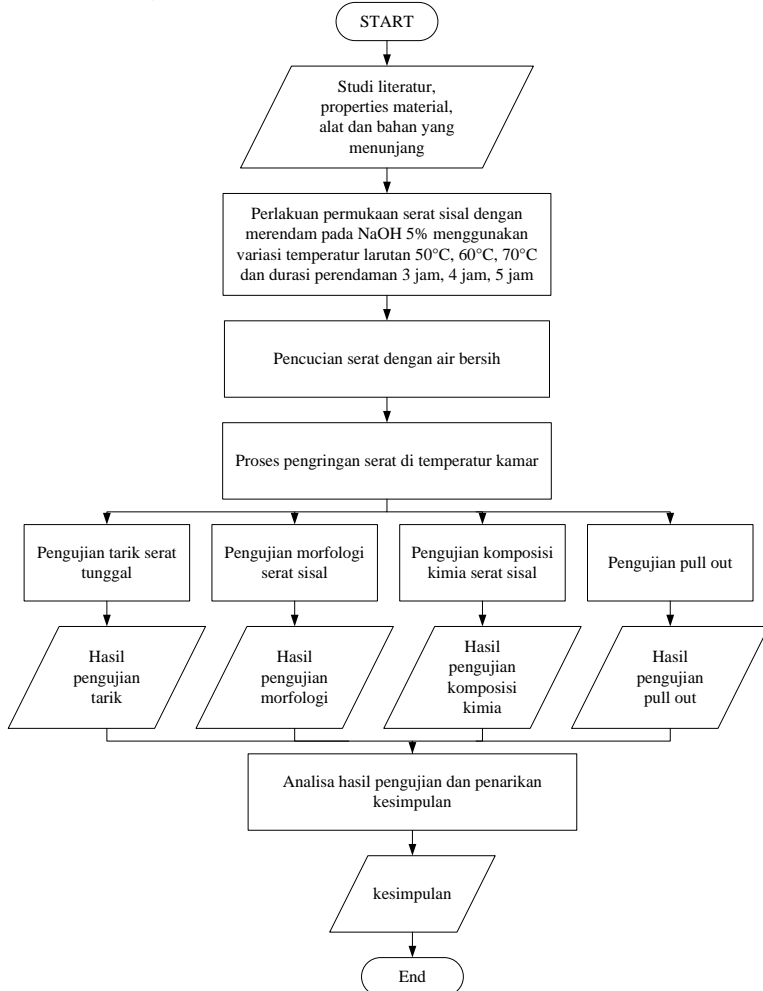 START
Studi literatur,
properties material,
alat dan bahan yang
menunjang
Perlakuan permukaan serat sisal dengan
merendam pada NaOH 5% menggunakan
variasi temperatur larutan 50°C, 60°C, 70°C
dan durasi perendaman 3 jam, 4 jam, 5 jam
Pencucian serat dengan air bersih
Proses pengringan serat di temperatur kamar
Pengujian tarik serat
tunggal
Pengujian morfologi
serat sisal
Pengujian komposisi
kimia serat sisal
Pengujian pull out
Hasil
pengujian
tarik
Hasil
pengujian
morfologi
Hasil
pengujian
komposisi
kimia
Hasil
pengujian
pull out
Analisa hasil pengujian dan penarikan
kesimpulan
kesimpulan
End